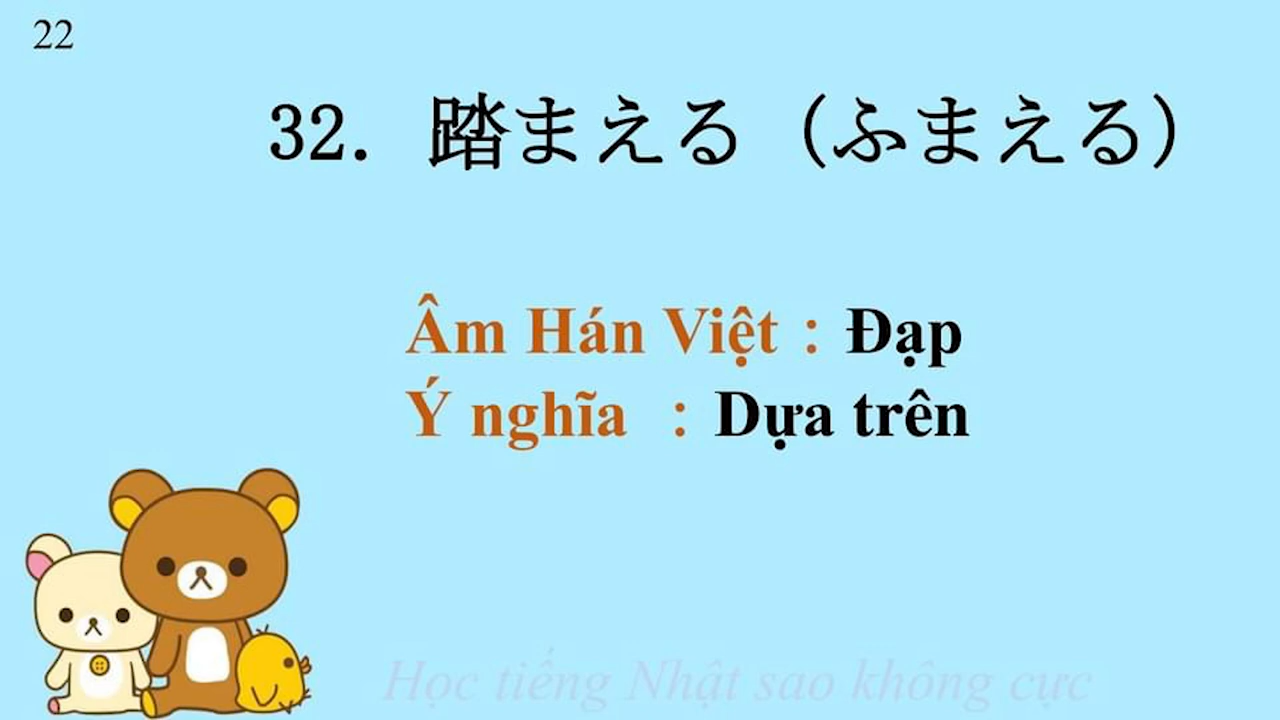 22
32. 踏まえる（ふまえる）
Âm Hán Việt : Đạp
Ý nghĩa : Dựa trên
Học tiếng Nhật sao không cực